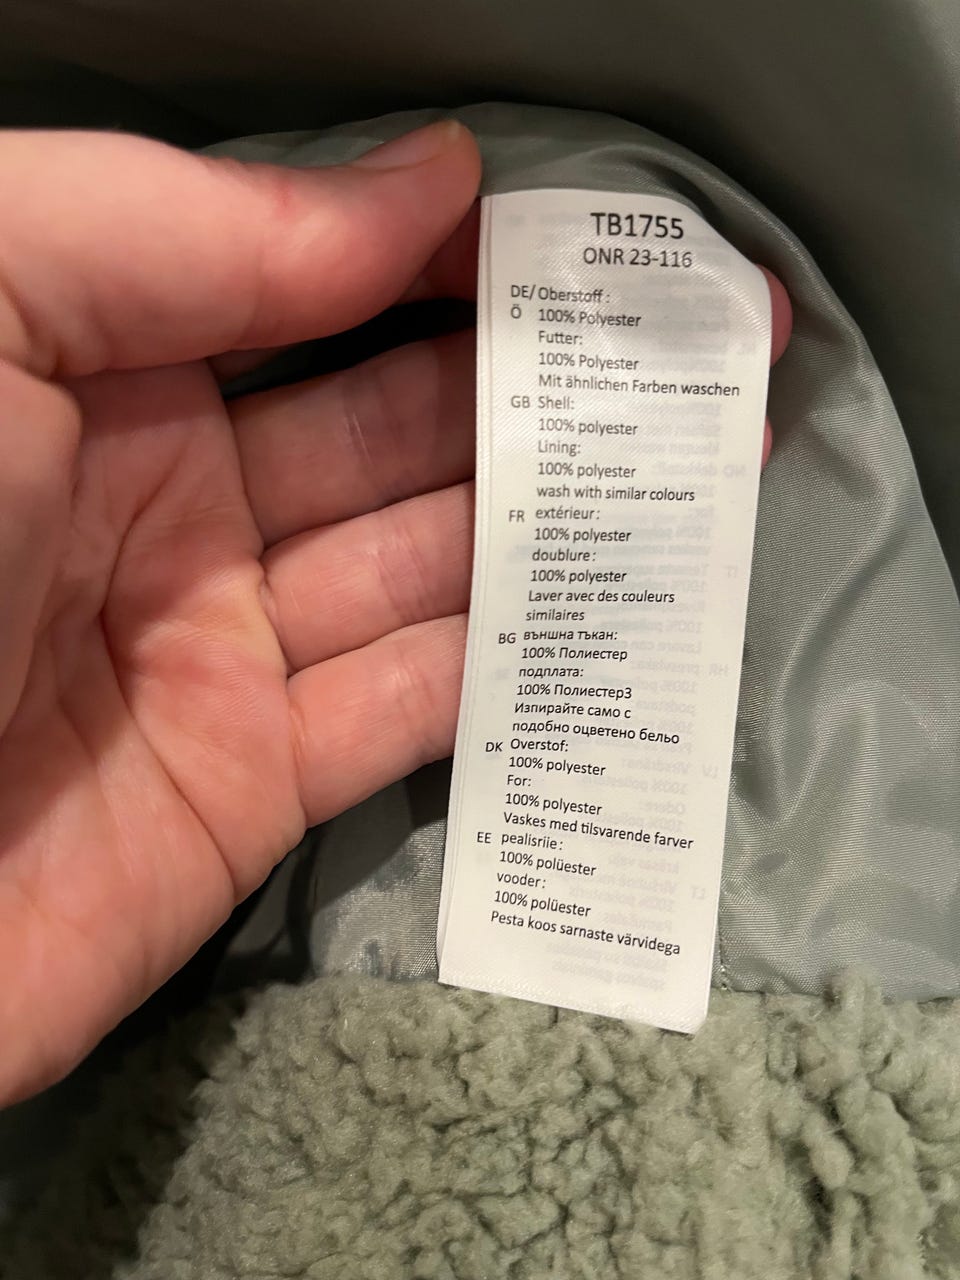 TB1755
ONR 23-116
DE/ Oberstoff :
Ö 100% Polyester
Futter:
100% Polyester
Mit ähnlichen Farben waschen
GB Shell:
100% polyester
Lining:
100% polyester
wash with similar colours
FR extérieur :
100% polyester
doublure :
100% polyester
Laver avec des couleurs
similaires
BG външна тъкан:
100% Полиестер
подплата:
100% Полиестер3
Изпирайте само с
подобно оцветено бельо
DK Overstof:
100% polyester
For:
100% polyester
Vaskes med tilsvarende farver
EE pealisriie :
100% polüester
vooder :
100% polüester
Pesta koos sarnaste värvidega